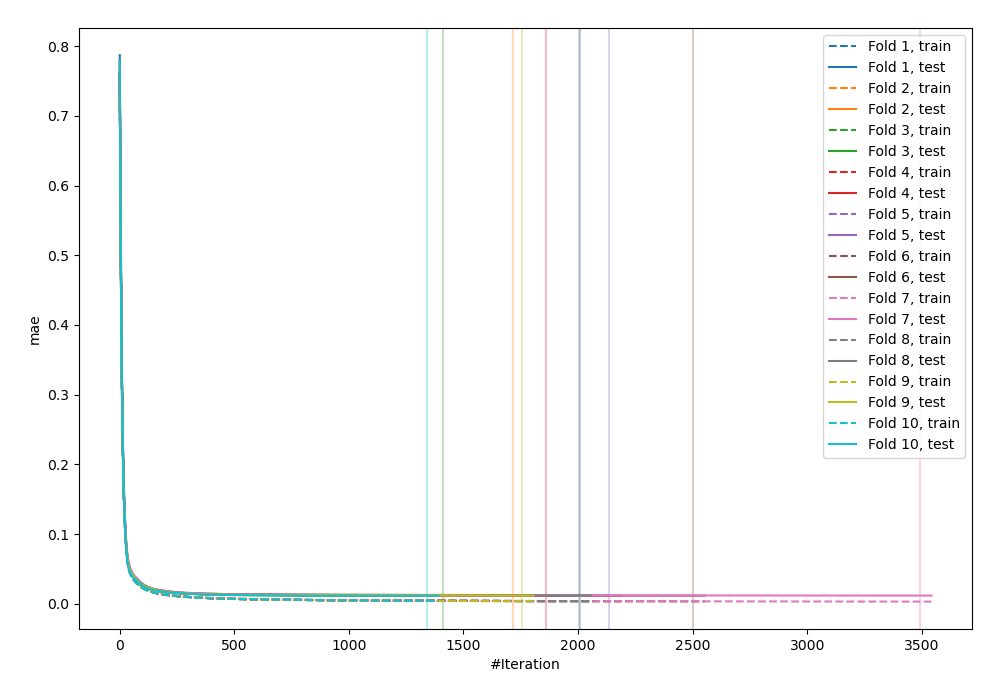 0.8
0.7
0.6
0.5
0.4
0.3
0.2
0.1
0.0
mae
0
500
1000
1500
2000
2500
3000
3500
#Iteration
Fold 1, train
Fold 1, test
Fold 2, train
Fold 2, test
Fold 3, train
Fold 3, test
Fold 4, train
Fold 4, test
Fold 5, train
Fold 5, test
Fold 6, train
Fold 6, test
Fold 7, train
Fold 7, test
Fold 8, train
Fold 8, test
Fold 9, train
Fold 9, test
Fold 10, train
Fold 10, test